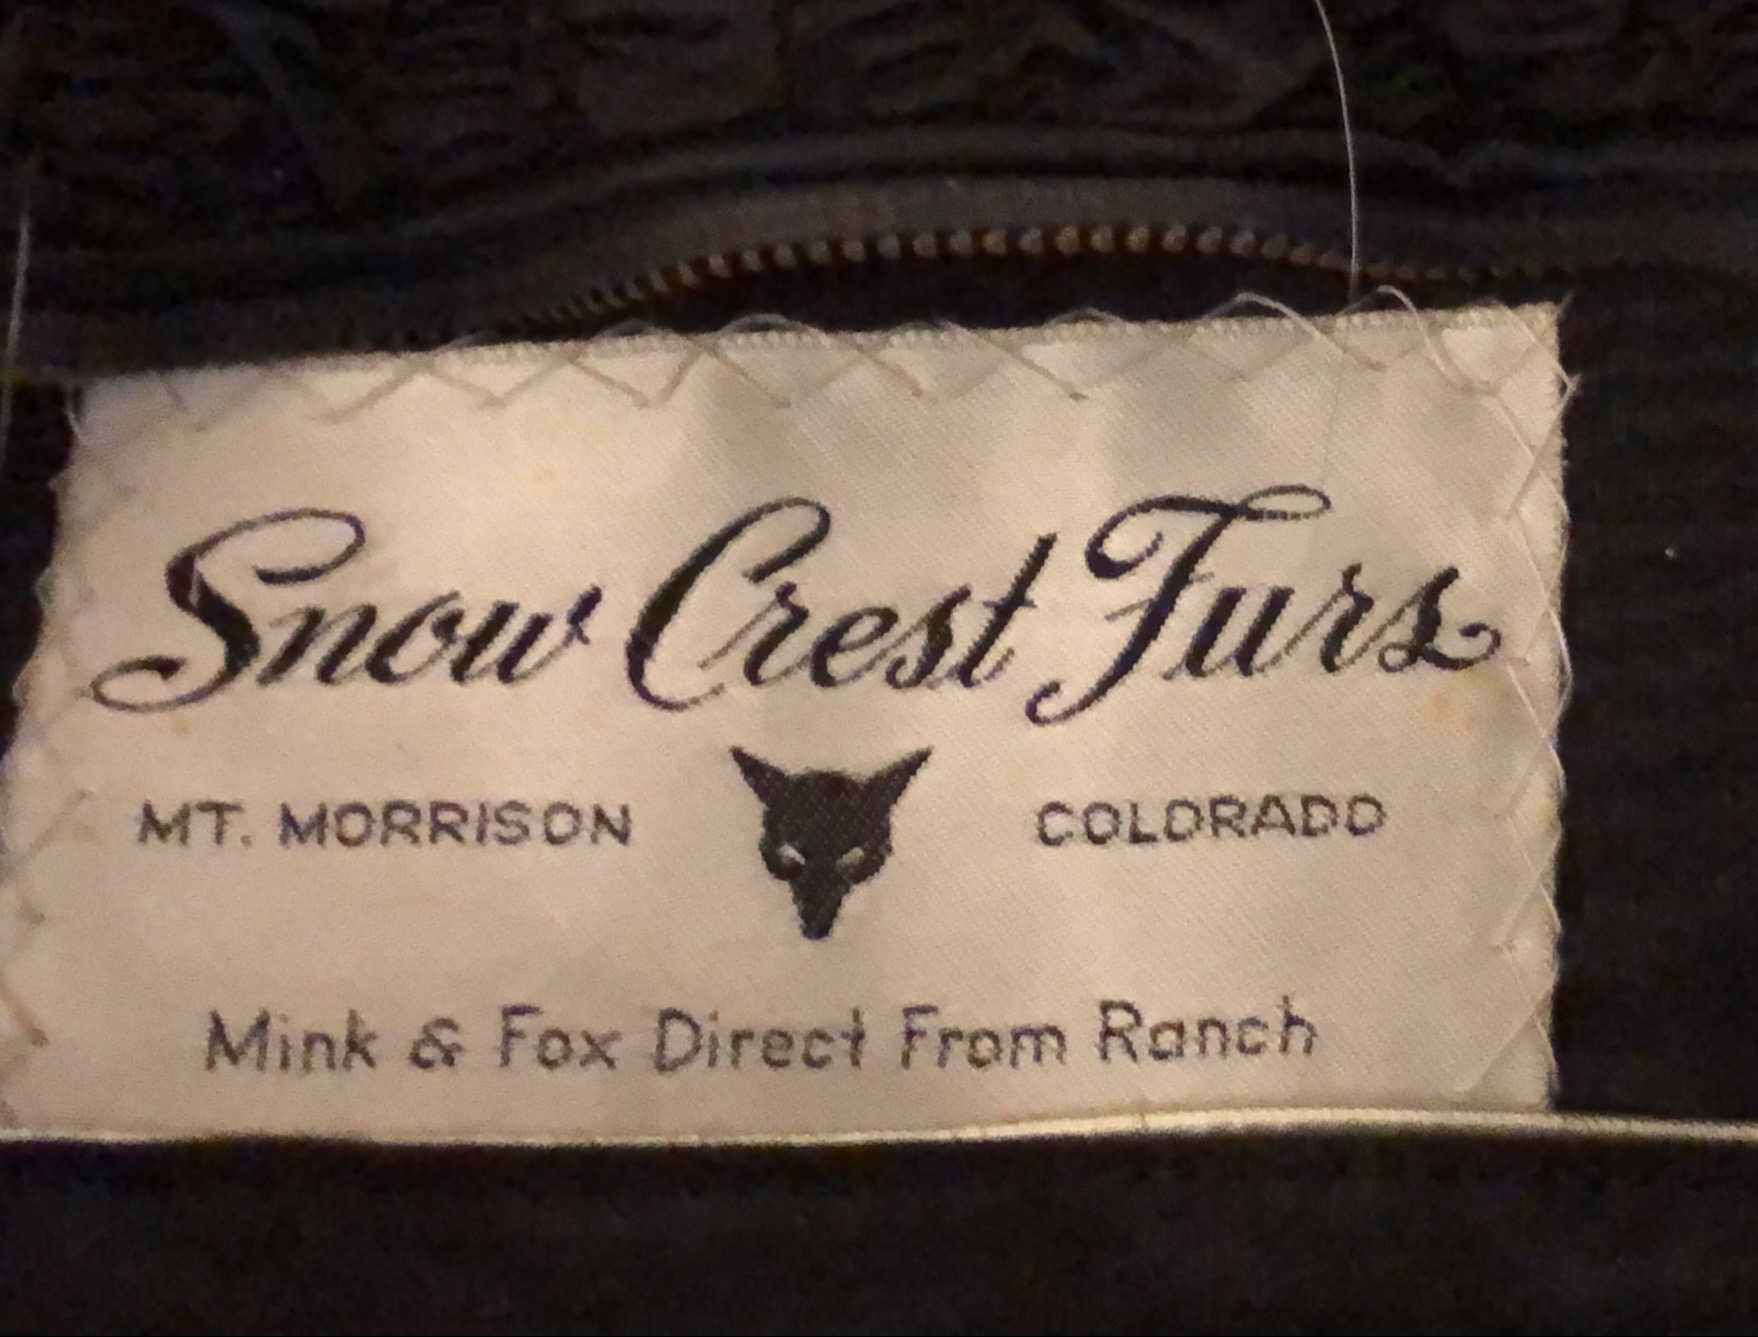 Snow Crest Furs
MT. MORRISON COLORADO
Mink & Fox Direct From Ranch